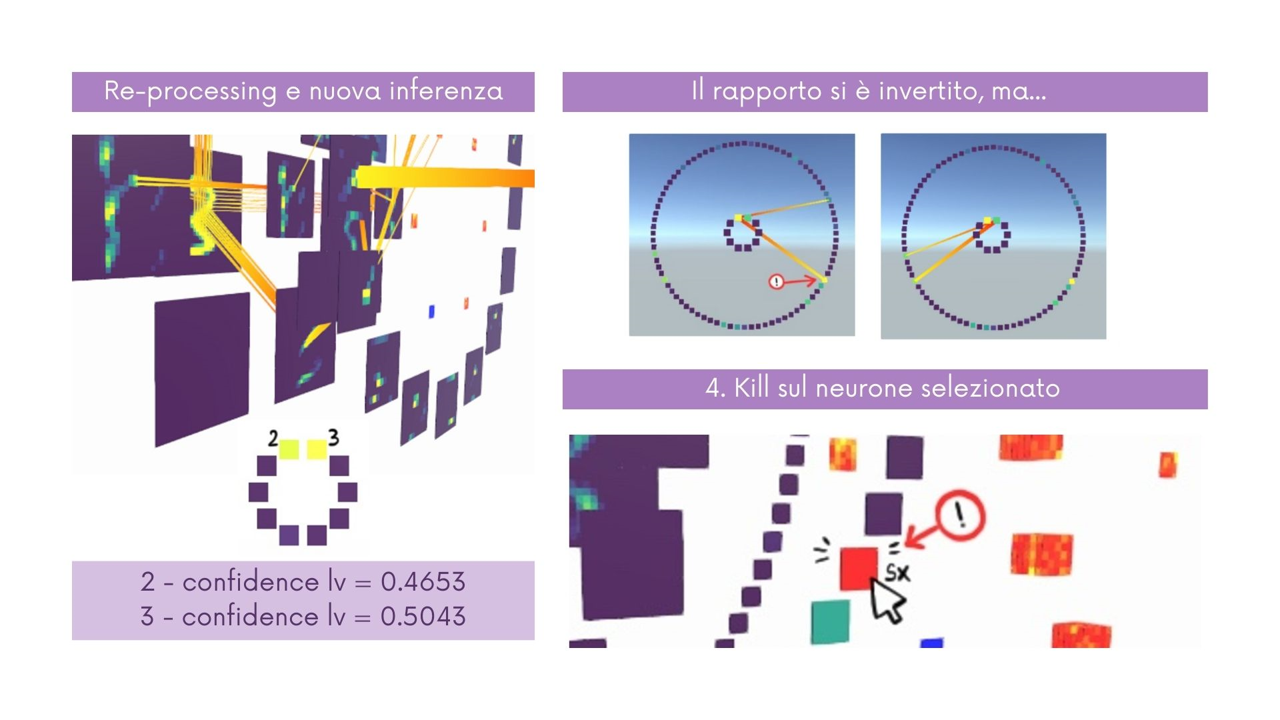 Re-processing e nuova inferenza
2
3
2 - confidence lv = 0.4653
3 - confidence lv = 0.5043
Il rapporto si è invertito, ma...
!
4. Kill sul neurone selezionato
!
sx